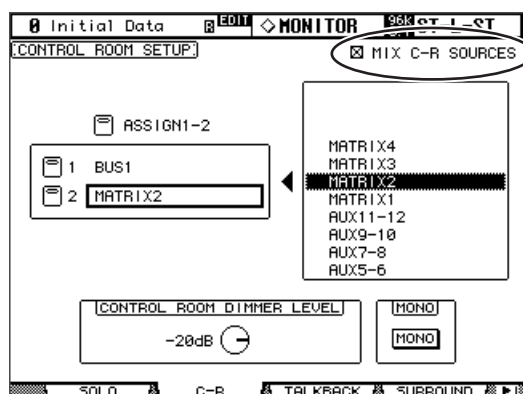 0 Initial Data EDIT MONITOR 96K ST-L-ST
CONTROL ROOM SETUP
MIX C-R SOURCES
ASSIGN1-2
1 BUS1
2 MATRIX2
MATRIX4
MATRIX3
MATRIX2
MATRIX1
AUX11-12
AUX9-10
AUX7-8
AUX5-6
CONTROL ROOM DIMMER LEVEL
-20dB
MONO
MONO
SOLO C-R TALKBACK SURROUND